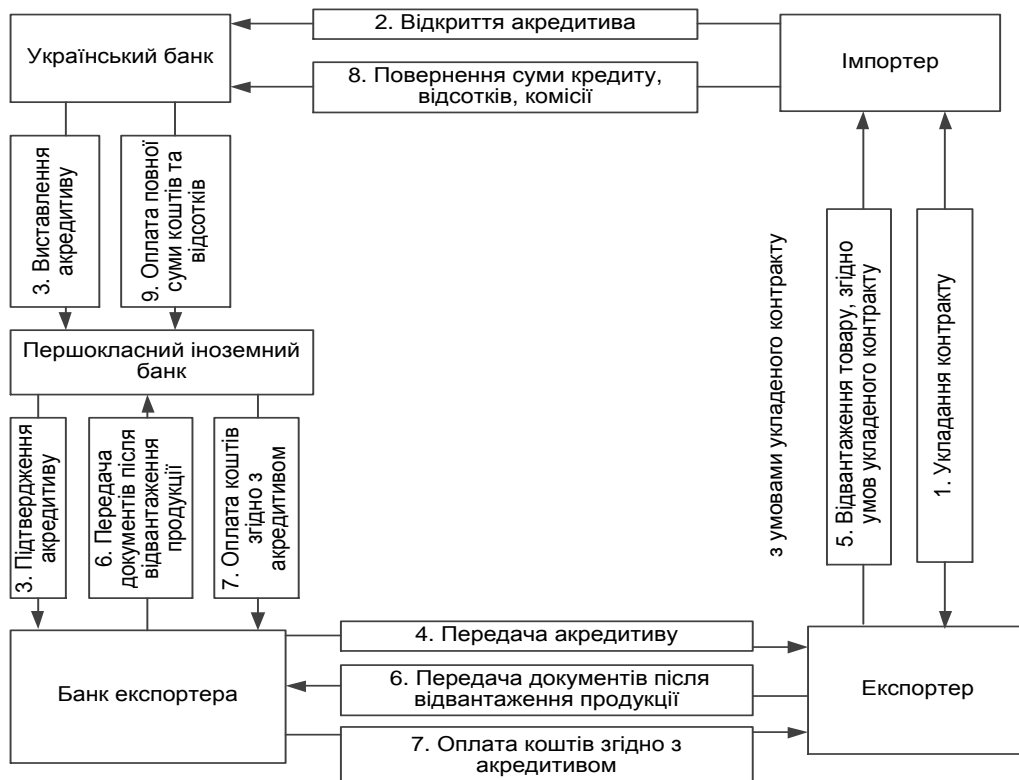 2. Відкриття акредитива
Український банк
Імпортер
8. Повернення суми кредиту,
відсотків, комісії
3. Виставлення
акредитиву
9. Оплата повної
суми коштів та
відсотків
з умовами укладеного контракту
5. Відвантаження товару, згідно
умов укладеного контракту
1. Укладання контракту
Першокласний іноземний
банк
3. Підтвердження
акредитиву
6. Передача
документів після
відвантаження
продукції
7. Оплата коштів
згідно з
акредитивом
4. Передача акредитиву
Банк експортера
6. Передача документів після
відвантаження продукції
Експортер
7. Оплата коштів згідно з
акредитивом